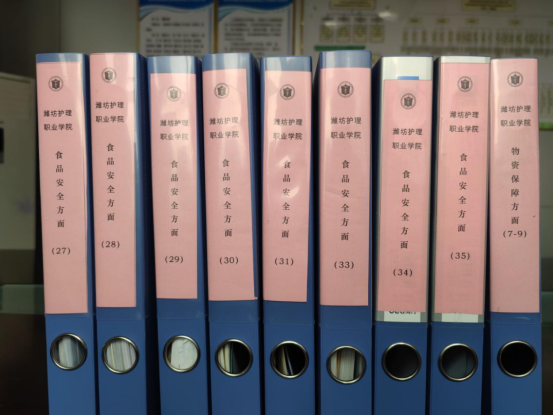 潍坊护理
职业学院
食品安全方面
(27)
潍坊护理
职业学院
食品安全方面
(28)
潍坊护理
职业学院
食品安全方面
(29)
潍坊护理
职业学院
食品安全方面
(30)
潍坊护理
职业学院
食品安全方面
(31)
潍坊护理
职业学院
食品安全方面
(33)
潍坊护理
职业学院
食品安全方面
(34)
潍坊护理
职业学院
食品安全方面
(35)
潍坊护理
职业学院
物资保障方面
(7-9)